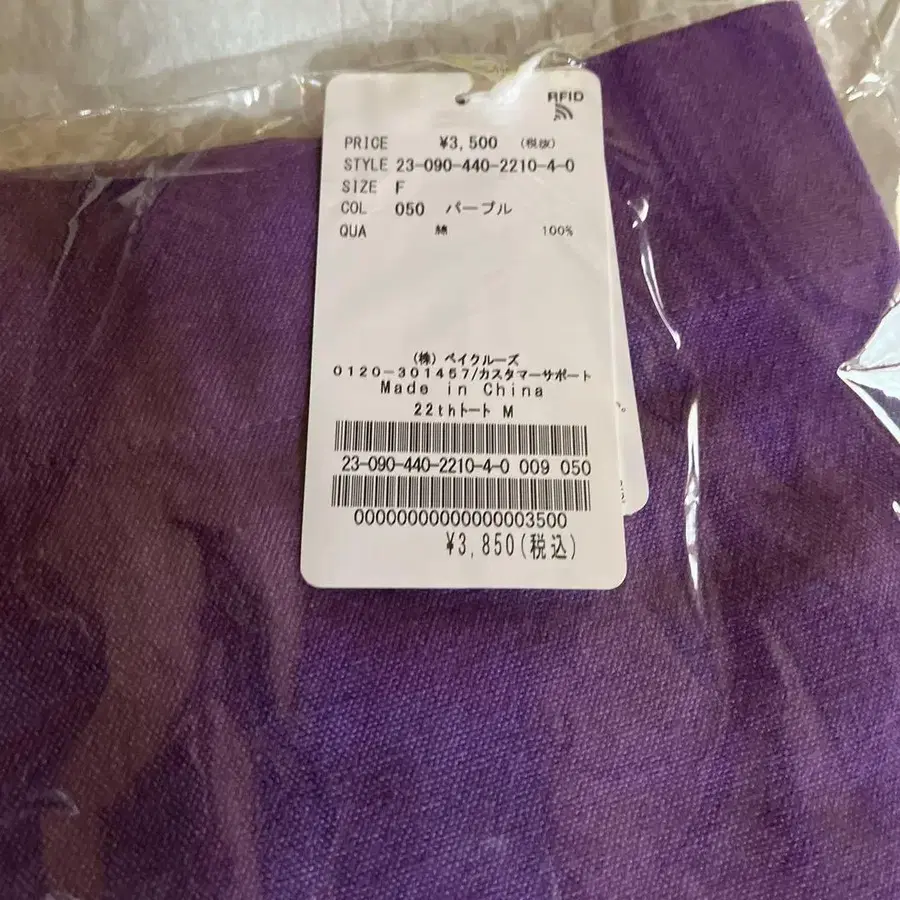 RFID
PRICE ¥3,500 (税抜)
STYLE 23-090-440-2210-4-0
SIZE F
COL 050 パープル
QUA 綿 100%
(株) ベイクルーズ
0120-301457/カスタマーサポート
Made in China
22thトート M
23-090-440-2210-4-0 009 050
00000000000000003500
¥3,850(税込)